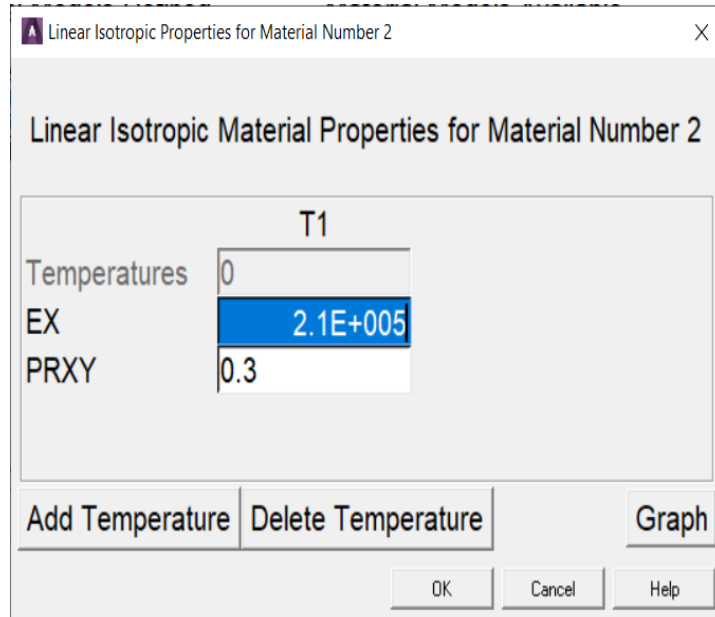 Linear Isotropic Properties for Material Number 2
X
Linear Isotropic Material Properties for Material Number 2
T1
Temperatures 0
EX 2.1E+005
PRXY 0.3
Add Temperature Delete Temperature Graph
OK Cancel Help